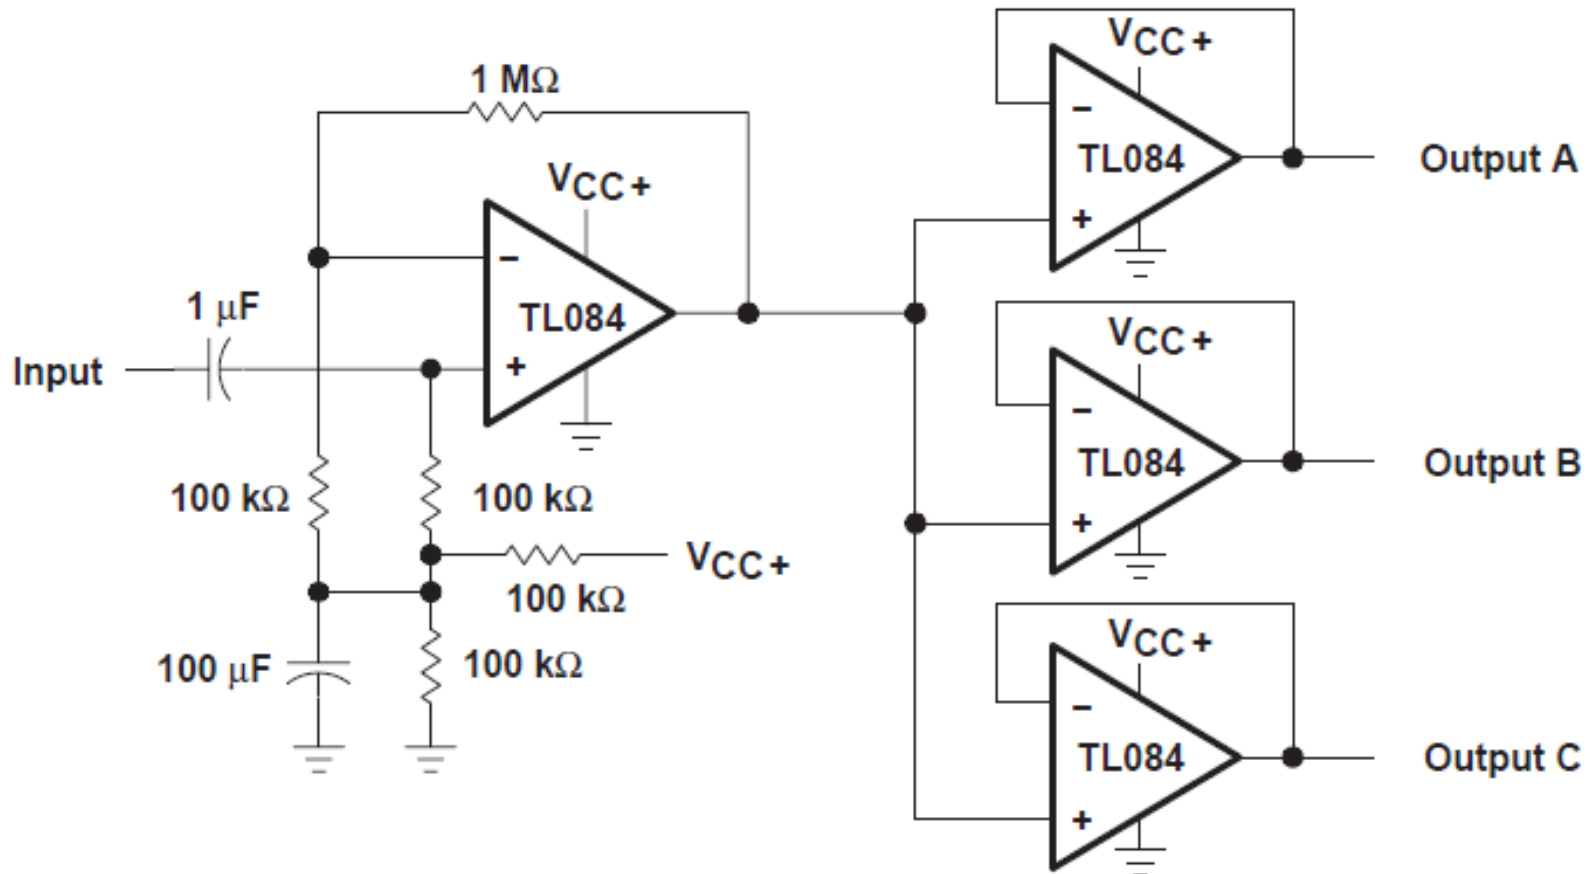 1 MΩ
VCC+
−
TL084
+
1 μF
Input
100 kΩ
100 kΩ
VCC+
100 kΩ
100 μF
100 kΩ
VCC+
−
TL084
+
Output A
VCC+
−
TL084
+
Output B
VCC+
−
TL084
+
Output C